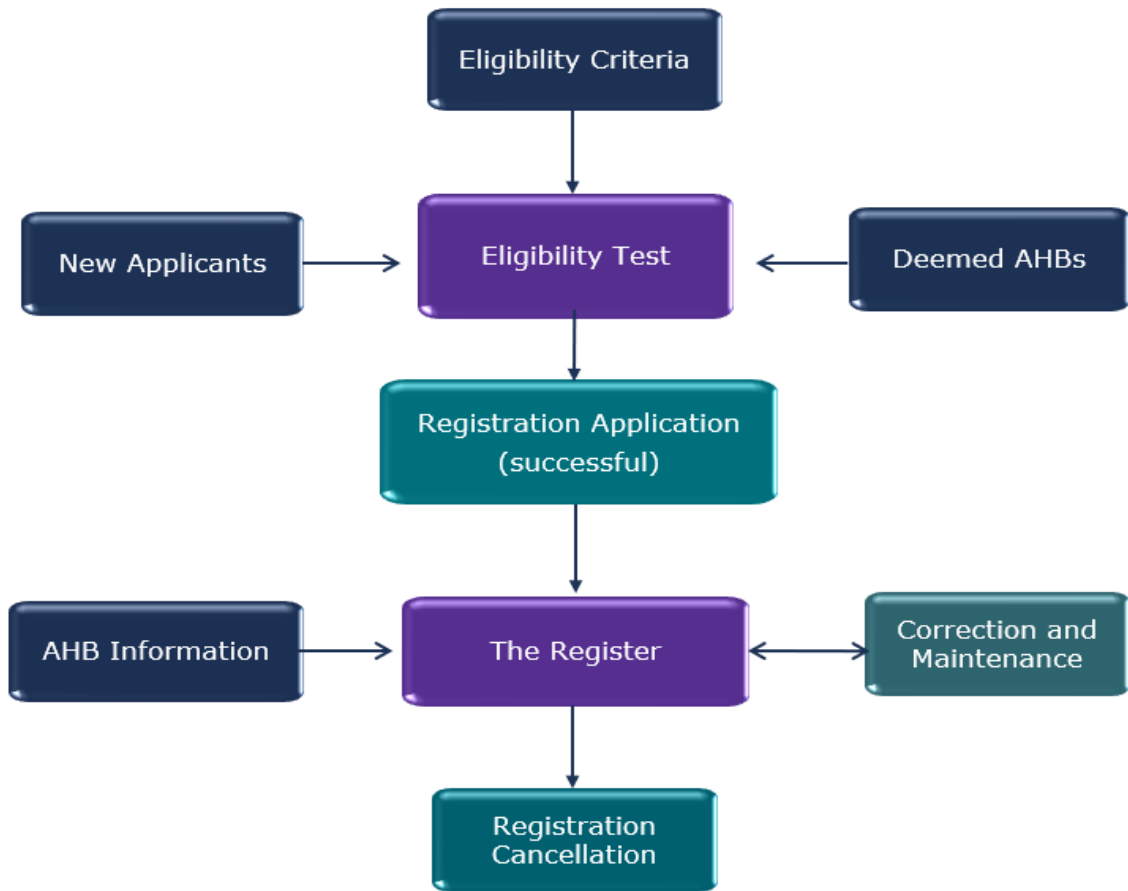 Eligibility Criteria
New Applicants
Eligibility Test
Deemed AHBs
Registration Application
(successful)
AHB Information
The Register
Correction and
Maintenance
Registration
Cancellation